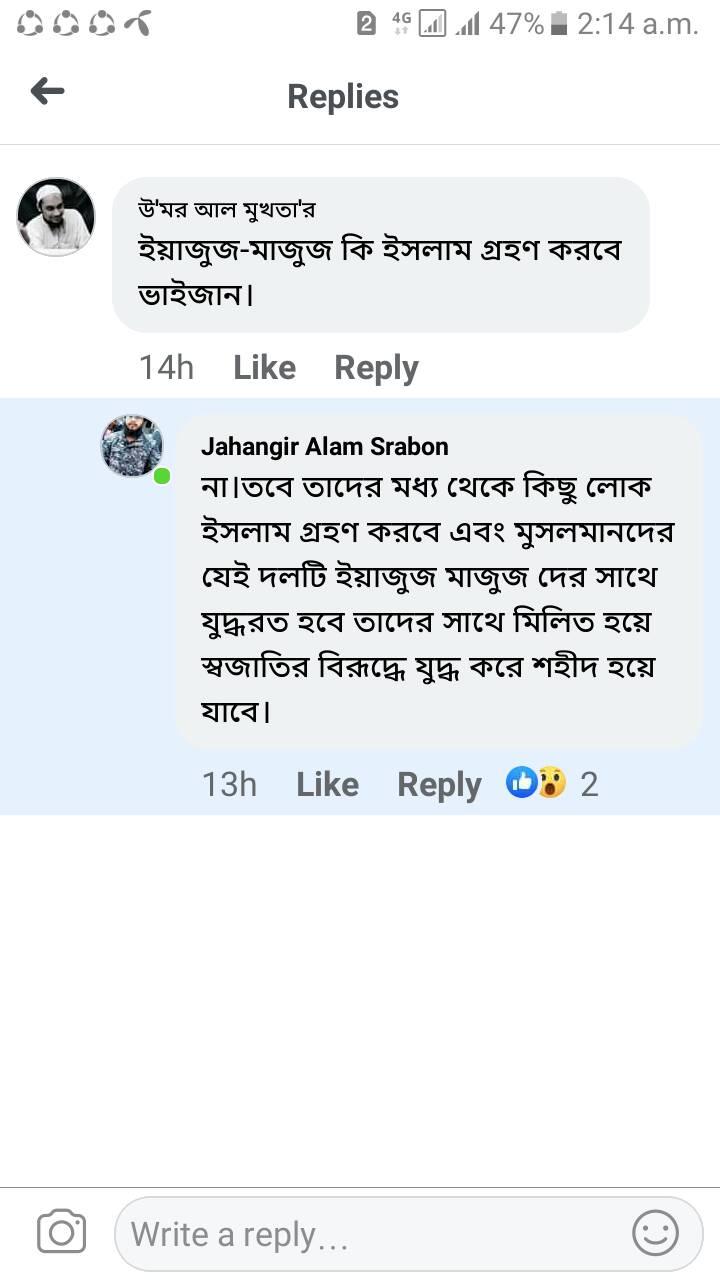 2 4G 47% 2:14 a.m.
Replies
উ'মর আল মুখতা'র
ইয়াজুজ-মাজুজ কি ইসলাম গ্রহণ করবে
ভাইজান।
14h Like Reply
Jahangir Alam Srabon
না।তবে তাদের মধ্য থেকে কিছু লোক
ইসলাম গ্রহণ করবে এবং মুসলমানদের
যেই দলটি ইয়াজুজ মাজুজ দের সাথে
যুদ্ধরত হবে তাদের সাথে মিলিত হয়ে
স্বজাতির বিরূদ্ধে যুদ্ধ করে শহীদ হয়ে
যাবে।
13h Like Reply 2
Write a reply...